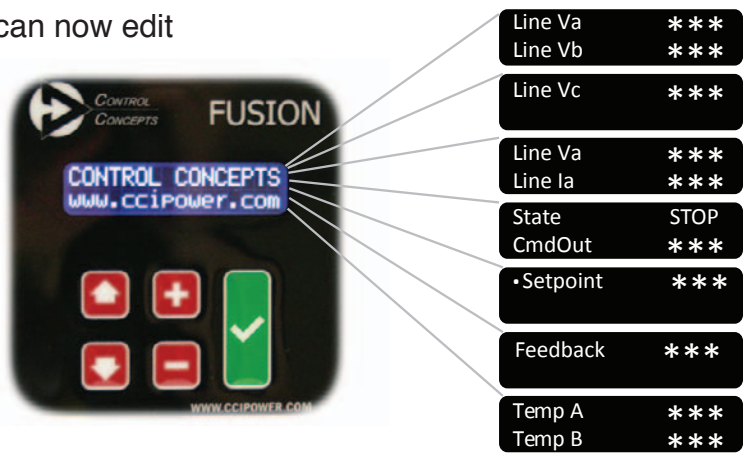 can now edit
CONTROL
CONCEPTS
FUSION
CONTROL CONCEPTS
www.ccipower.com
WWW.CCIPOWER.COM
Line Va ***
Line Vb ***
Line Vc ***
Line Va ***
Line Ia ***
State STOP
CmdOut ***
•Setpoint ***
Feedback ***
Temp A ***
Temp B ***